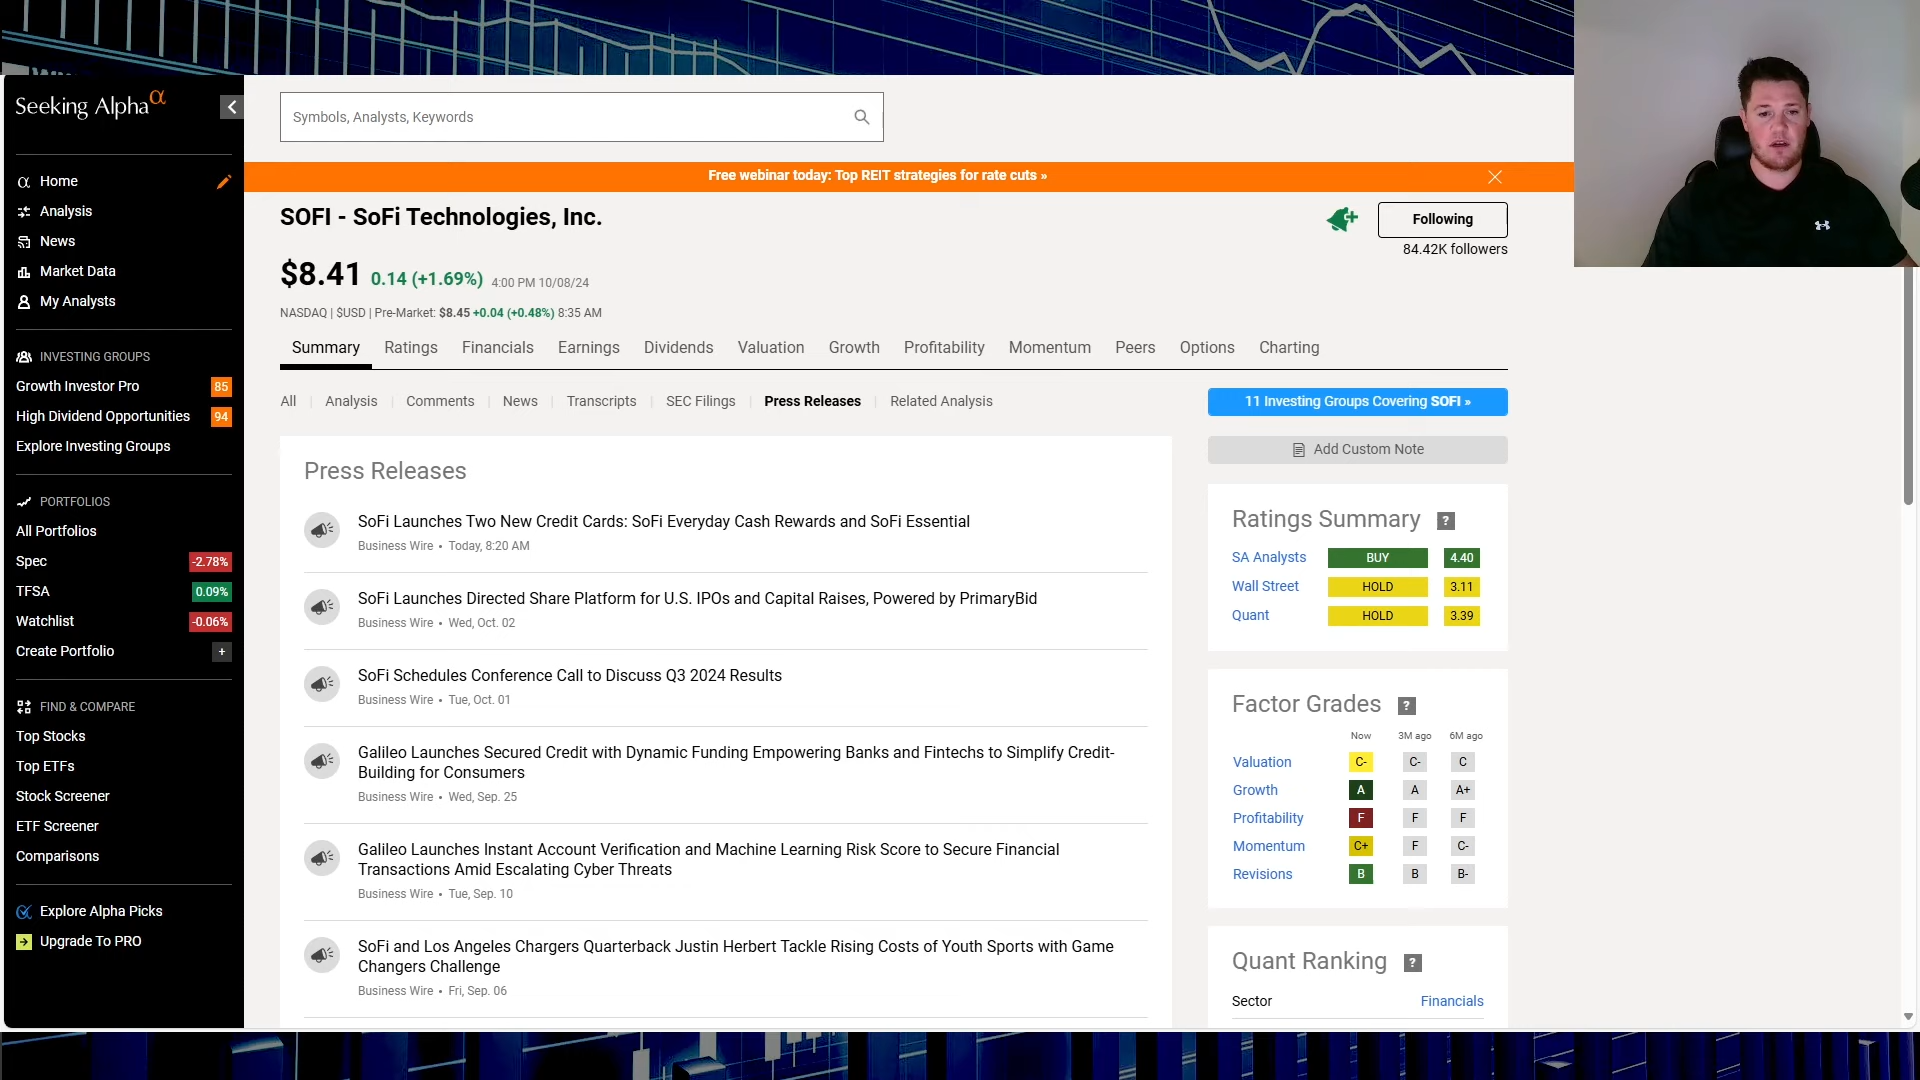 Seeking Alpha α
Symbols, Analysts, Keywords
Free webinar today: Top REIT strategies for rate cuts »
Home
Analysis
News
Market Data
My Analysts
INVESTING GROUPS
Growth Investor Pro 85
High Dividend Opportunities 94
Explore Investing Groups
PORTFOLIOS
All Portfolios
Spec -2.78%
TFSA 0.09%
Watchlist -0.06%
Create Portfolio +
FIND & COMPARE
Top Stocks
Top ETFs
Stock Screener
ETF Screener
Comparisons
Explore Alpha Picks
Upgrade To PRO
SOFI - SoFi Technologies, Inc.
Following
84.42K followers
$8.41 0.14 (+1.69%) 4:00 PM 10/08/24
NASDAQ | $USD | Pre-Market: $8.45 +0.04 (+0.48%) 8:35 AM
Summary Ratings Financials Earnings Dividends Valuation Growth Profitability Momentum Peers Options Charting
All | Analysis | Comments | News | Transcripts | SEC Filings | Press Releases | Related Analysis
Press Releases
SoFi Launches Two New Credit Cards: SoFi Everyday Cash Rewards and SoFi Essential
Business Wire • Today, 8:20 AM
SoFi Launches Directed Share Platform for U.S. IPOs and Capital Raises, Powered by PrimaryBid
Business Wire • Wed, Oct. 02
SoFi Schedules Conference Call to Discuss Q3 2024 Results
Business Wire • Tue, Oct. 01
Galileo Launches Secured Credit with Dynamic Funding Empowering Banks and Fintechs to Simplify Credit-
Building for Consumers
Business Wire • Wed, Sep. 25
Galileo Launches Instant Account Verification and Machine Learning Risk Score to Secure Financial
Transactions Amid Escalating Cyber Threats
Business Wire • Tue, Sep. 10
SoFi and Los Angeles Chargers Quarterback Justin Herbert Tackle Rising Costs of Youth Sports with Game
Changers Challenge
Business Wire • Fri, Sep. 06
11 Investing Groups Covering SOFI »
Add Custom Note
Ratings Summary ?
SA Analysts BUY 4.40
Wall Street HOLD 3.11
Quant HOLD 3.39
Factor Grades ?
Now 3M ago 6M ago
Valuation C- C- C
Growth A A A+
Profitability F F F
Momentum C+ F C-
Revisions B B B-
Quant Ranking ?
Sector Financials